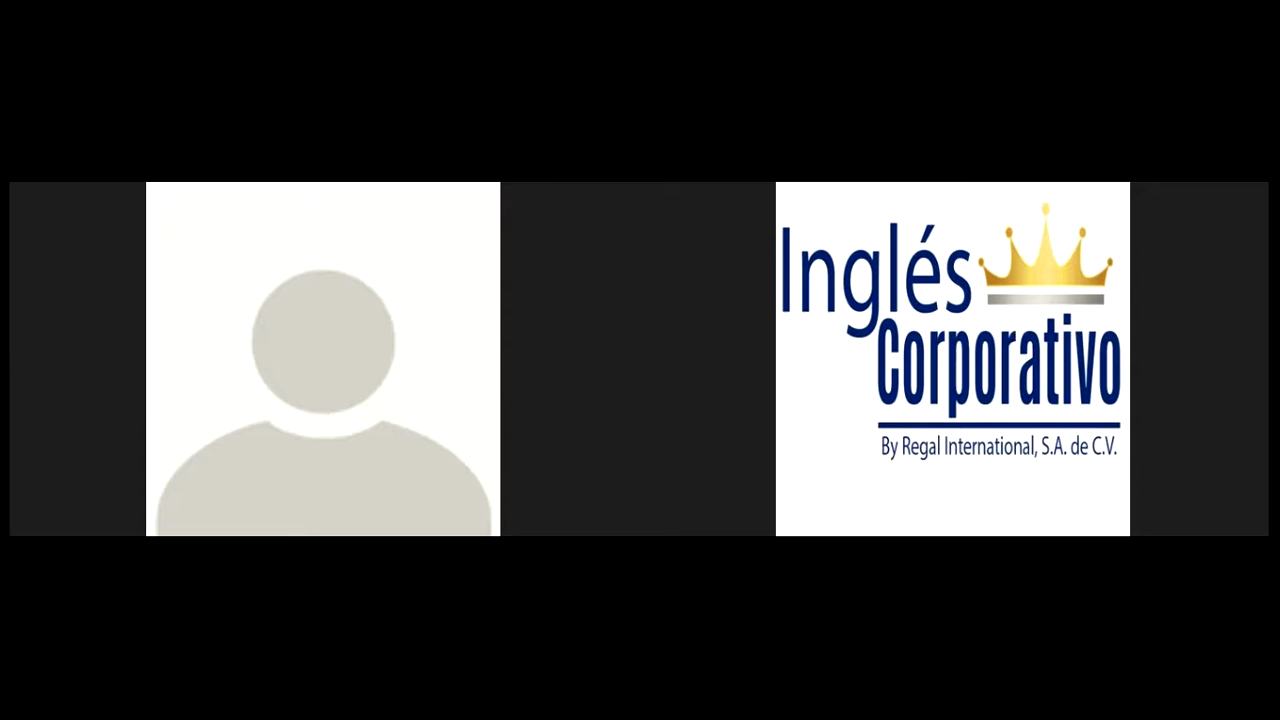 Inglés
Corporativo
By Regal International, S.A. de C.V.